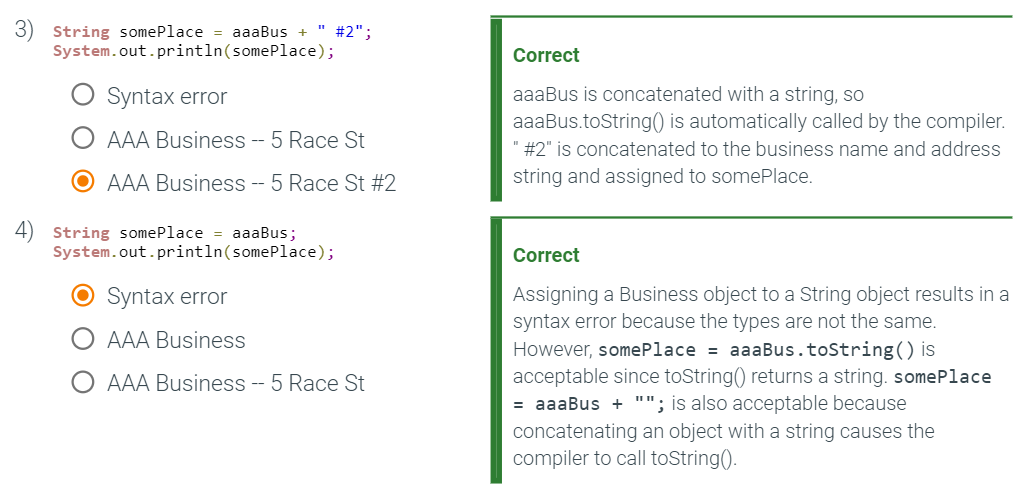 3)
String somePlace = aaaBus + " #2";
System.out.println(somePlace);
Syntax error
AAA Business -- 5 Race St
AAA Business -- 5 Race St #2
Correct
aaaBus is concatenated with a string, so
aaaBus.toString() is automatically called by the compiler.
" #2" is concatenated to the business name and address
string and assigned to somePlace.
4)
String somePlace = aaaBus;
System.out.println(somePlace);
Syntax error
AAA Business
AAA Business -- 5 Race St
Correct
Assigning a Business object to a String object results in a
syntax error because the types are not the same.
However, somePlace = aaaBus.toString() is
acceptable since toString() returns a string. somePlace
= aaaBus + ""; is also acceptable because
concatenating an object with a string causes the
compiler to call toString().